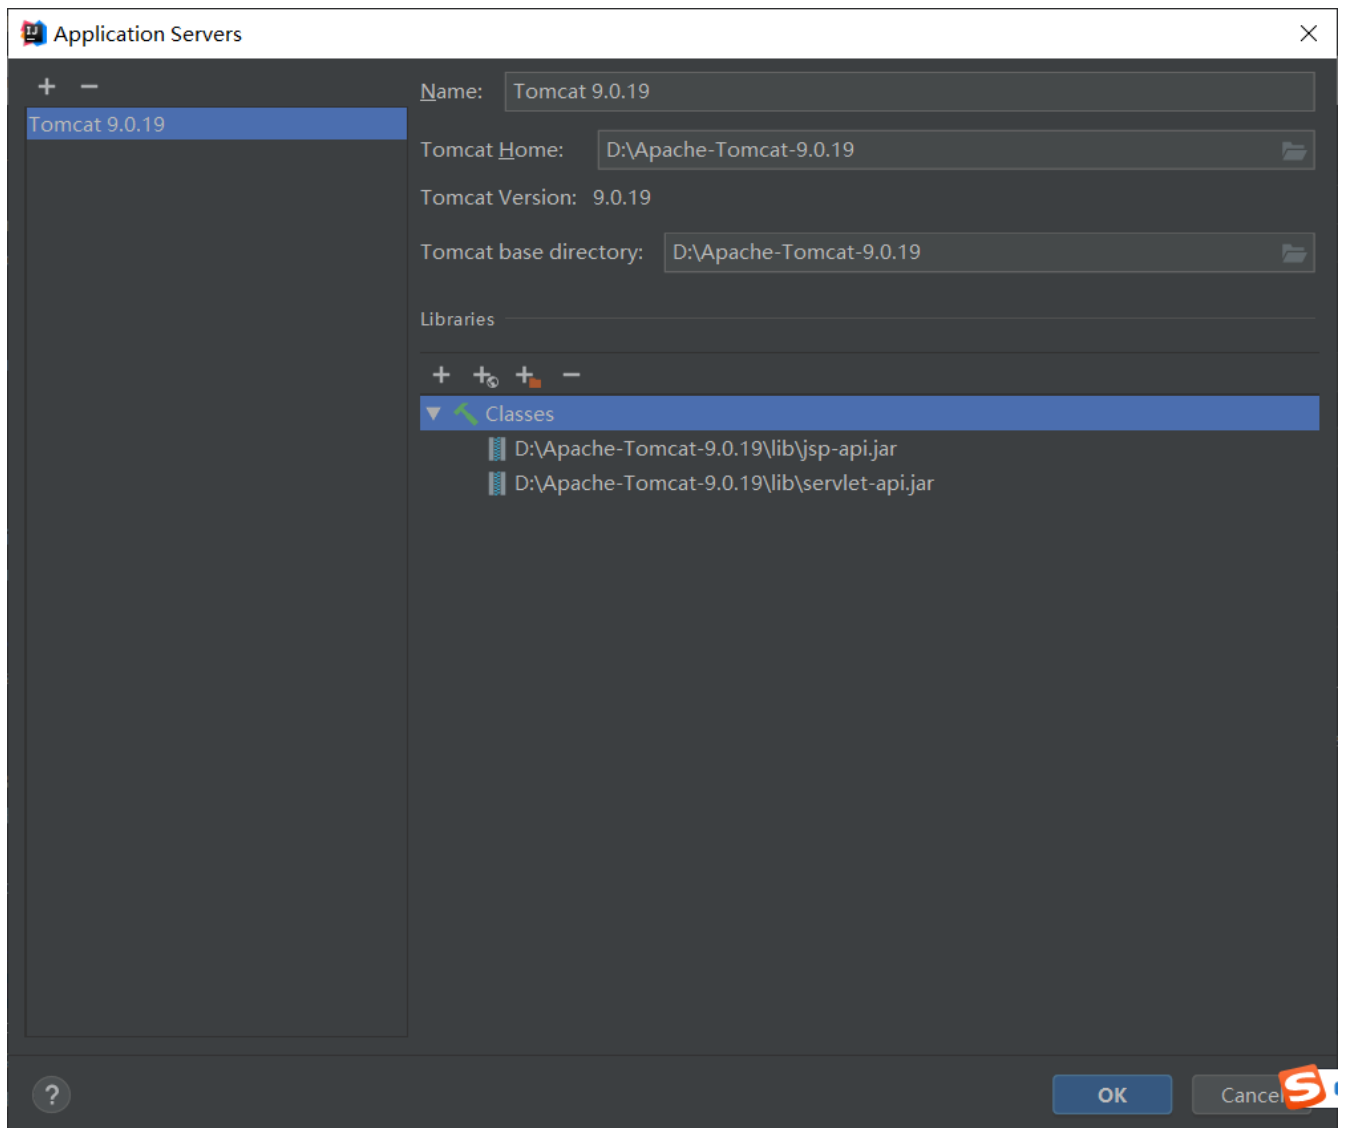 Application Servers
Tomcat 9.0.19
Name: Tomcat 9.0.19
Tomcat Home: D:\Apache-Tomcat-9.0.19
Tomcat Version: 9.0.19
Tomcat base directory: D:\Apache-Tomcat-9.0.19
Libraries
Classes
D:\Apache-Tomcat-9.0.19\lib\jsp-api.jar
D:\Apache-Tomcat-9.0.19\lib\servlet-api.jar
? OK Cancel